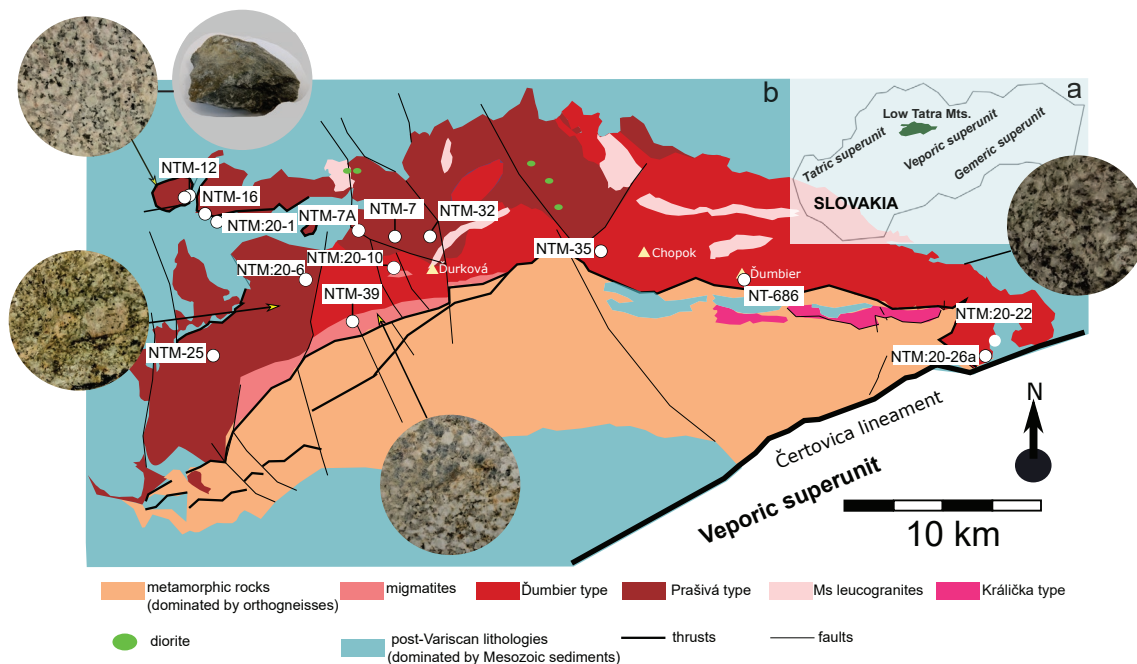 b
a
Low Tatra Mts.
Tatric superunit
Veporic superunit
Gemeric superunit
SLOVAKIA
NTM-12
NTM-16
NTM:20-1
NTM-7A
NTM-7
NTM-32
NTM:20-10
NTM:20-6
NTM-39
NTM-25
Ďurková
NTM-35
Chopok
Ďumbier
NT-686
NTM:20-22
NTM:20-26a
N
Čertovica lineament
Veporic superunit
10 km
metamorphic rocks
(dominated by orthogneisses)
migmatites
Ďumbier type
Prašivá type
Ms leucogranites
Králička type
diorite
post-Variscan lithologies
(dominated by Mesozoic sediments)
thrusts
faults